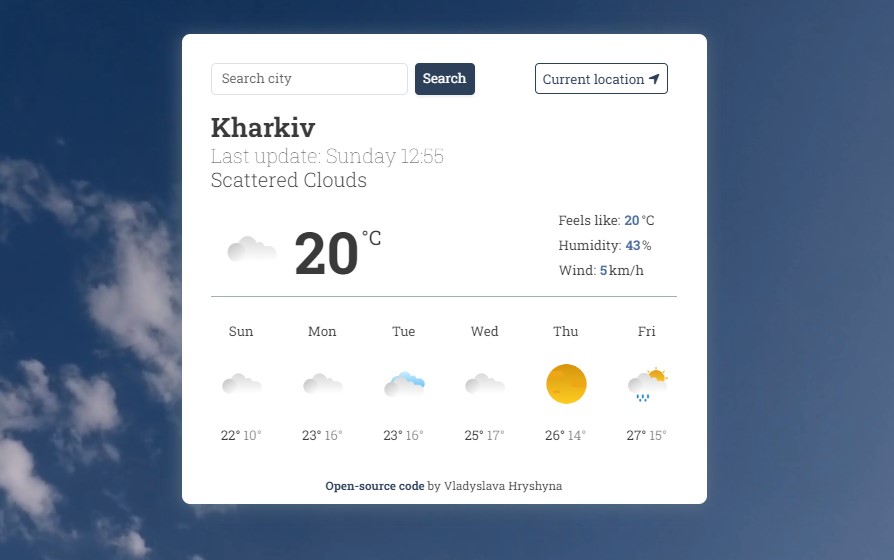 Search city Search Current location
Kharkiv
Last update: Sunday 12:55
Scattered Clouds
20 °C
Feels like: 20 °C
Humidity: 43 %
Wind: 5 km/h
Sun Mon Tue Wed Thu Fri
22° 10° 23° 16° 23° 16° 25° 17° 26° 14° 27° 15°
Open-source code by Vladyslava Hryshyna